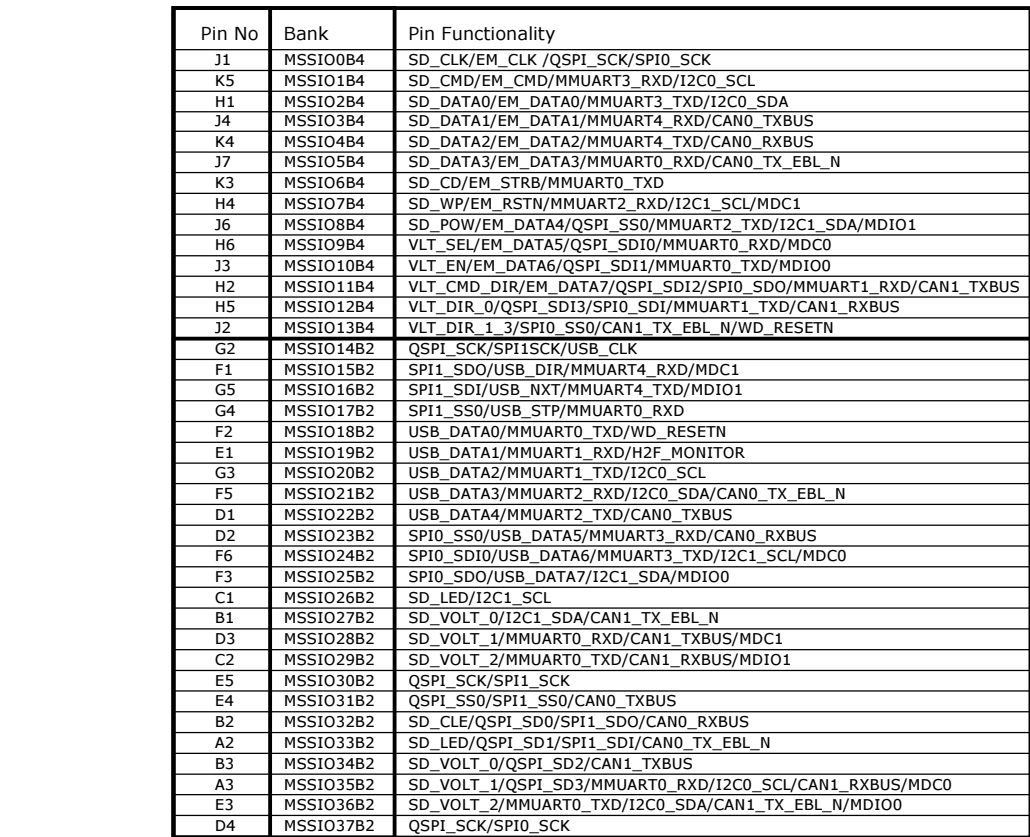 Pin No Bank Pin Functionality
J1 MSSIO0B4 SD_CLK/EM_CLK /QSPI_SCK/SPI0_SCK
K5 MSSIO1B4 SD_CMD/EM_CMD/MMUART3_RXD/I2C0_SCL
H1 MSSIO2B4 SD_DATA0/EM_DATA0/MMUART3_TXD/I2C0_SDA
J4 MSSIO3B4 SD_DATA1/EM_DATA1/MMUART4_RXD/CAN0_TXBUS
K4 MSSIO4B4 SD_DATA2/EM_DATA2/MMUART4_TXD/CAN0_RXBUS
J7 MSSIO5B4 SD_DATA3/EM_DATA3/MMUART0_RXD/CAN0_TX_EBL_N
K3 MSSIO6B4 SD_CD/EM_STRB/MMUART0_TXD
H4 MSSIO7B4 SD_WP/EM_RSTN/MMUART2_RXD/I2C1_SCL/MDC1
J6 MSSIO8B4 SD_POW/EM_DATA4/QSPI_SS0/MMUART2_TXD/I2C1_SDA/MDIO1
H6 MSSIO9B4 VLT_SEL/EM_DATA5/QSPI_SDI0/MMUART0_RXD/MDC0
J3 MSSIO10B4 VLT_EN/EM_DATA6/QSPI_SDI1/MMUART0_TXD/MDIO0
H2 MSSIO11B4 VLT_CMD_DIR/EM_DATA7/QSPI_SDI2/SPI0_SDO/MMUART1_RXD/CAN1_TXBUS
H5 MSSIO12B4 VLT_DIR_0/QSPI_SDI3/SPI0_SDI/MMUART1_TXD/CAN1_RXBUS
J2 MSSIO13B4 VLT_DIR_1_3/SPI0_SS0/CAN1_TX_EBL_N/WD_RESETN
G2 MSSIO14B2 QSPI_SCK/SPI1SCK/USB_CLK
F1 MSSIO15B2 SPI1_SDO/USB_DIR/MMUART4_RXD/MDC1
G5 MSSIO16B2 SPI1_SDI/USB_NXT/MMUART4_TXD/MDIO1
G4 MSSIO17B2 SPI1_SS0/USB_STP/MMUART0_RXD
F2 MSSIO18B2 USB_DATA0/MMUART0_TXD/WD_RESETN
E1 MSSIO19B2 USB_DATA1/MMUART1_RXD/H2F_MONITOR
G3 MSSIO20B2 USB_DATA2/MMUART1_TXD/I2C0_SCL
F5 MSSIO21B2 USB_DATA3/MMUART2_RXD/I2C0_SDA/CAN0_TX_EBL_N
D1 MSSIO22B2 USB_DATA4/MMUART2_TXD/CAN0_TXBUS
D2 MSSIO23B2 SPI0_SS0/USB_DATA5/MMUART3_RXD/CAN0_RXBUS
F6 MSSIO24B2 SPI0_SDI0/USB_DATA6/MMUART3_TXD/I2C1_SCL/MDC0
F3 MSSIO25B2 SPI0_SDO/USB_DATA7/I2C1_SDA/MDIO0
C1 MSSIO26B2 SD_LED/I2C1_SCL
B1 MSSIO27B2 SD_VOLT_0/I2C1_SDA/CAN1_TX_EBL_N
D3 MSSIO28B2 SD_VOLT_1/MMUART0_RXD/CAN1_TXBUS/MDC1
C2 MSSIO29B2 SD_VOLT_2/MMUART0_TXD/CAN1_RXBUS/MDIO1
E5 MSSIO30B2 QSPI_SCK/SPI1_SCK
E4 MSSIO31B2 QSPI_SS0/SPI1_SS0/CAN0_TXBUS
B2 MSSIO32B2 SD_CLE/QSPI_SD0/SPI1_SDO/CAN0_RXBUS
A2 MSSIO33B2 SD_LED/QSPI_SD1/SPI1_SDI/CAN0_TX_EBL_N
B3 MSSIO34B2 SD_VOLT_0/QSPI_SD2/CAN1_TXBUS
A3 MSSIO35B2 SD_VOLT_1/QSPI_SD3/MMUART0_RXD/I2C0_SCL/CAN1_RXBUS/MDC0
E3 MSSIO36B2 SD_VOLT_2/MMUART0_TXD/I2C0_SDA/CAN1_TX_EBL_N/MDIO0
D4 MSSIO37B2 QSPI_SCK/SPI0_SCK